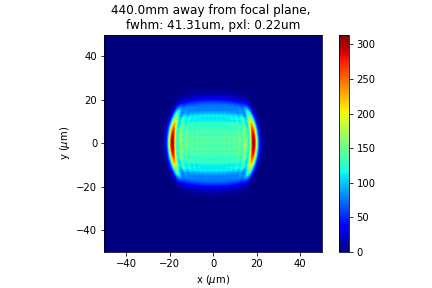 440.0mm away from focal plane,
fwhm: 41.31um, pxl: 0.22um
y (μm)
40
20
0
−20
−40
−40 −20 0 20 40
x (μm)
300
250
200
150
100
50
0